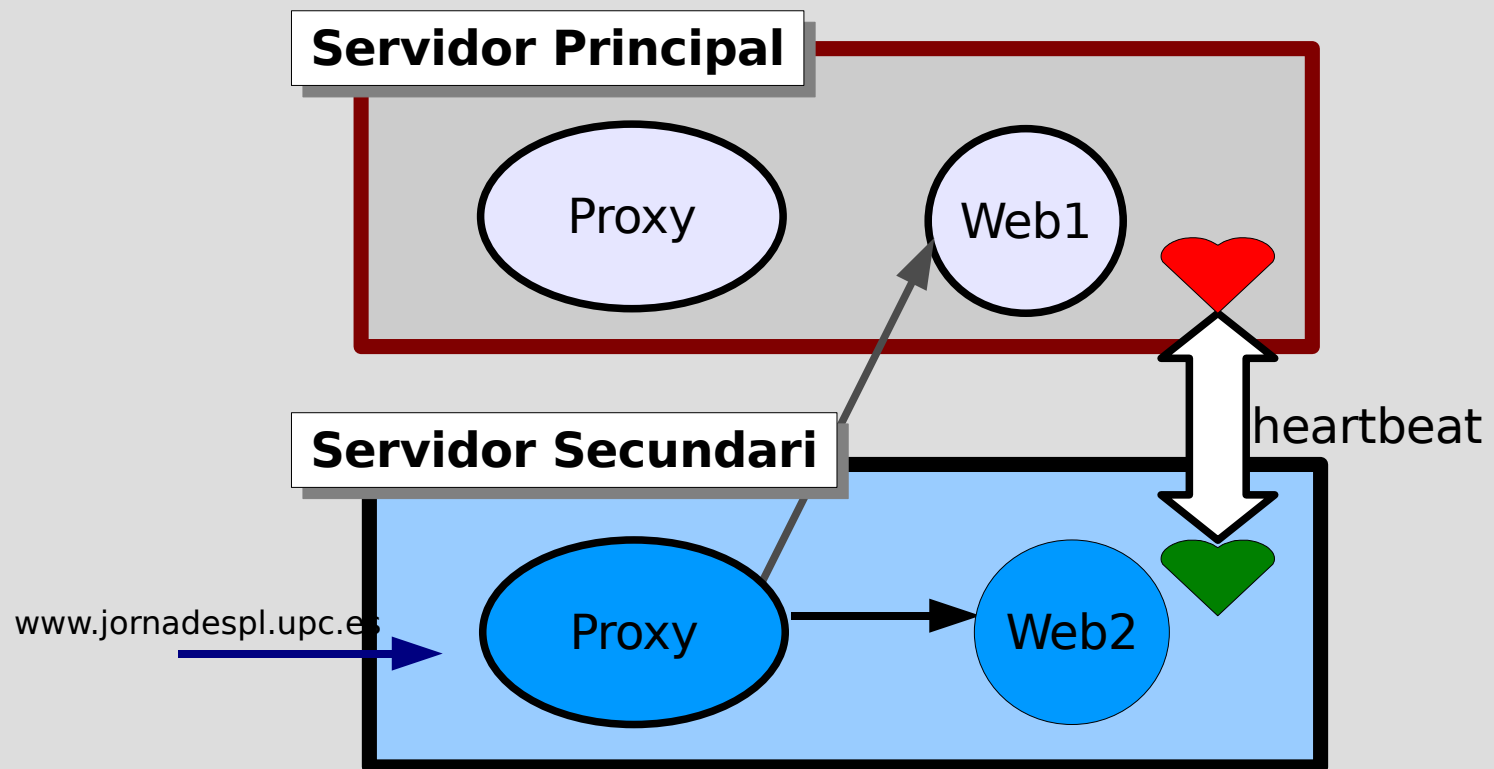 Servidor Principal
Proxy
Web1
heartbeat
Servidor Secundari
www.jornadespl.upc.es
Proxy
Web2